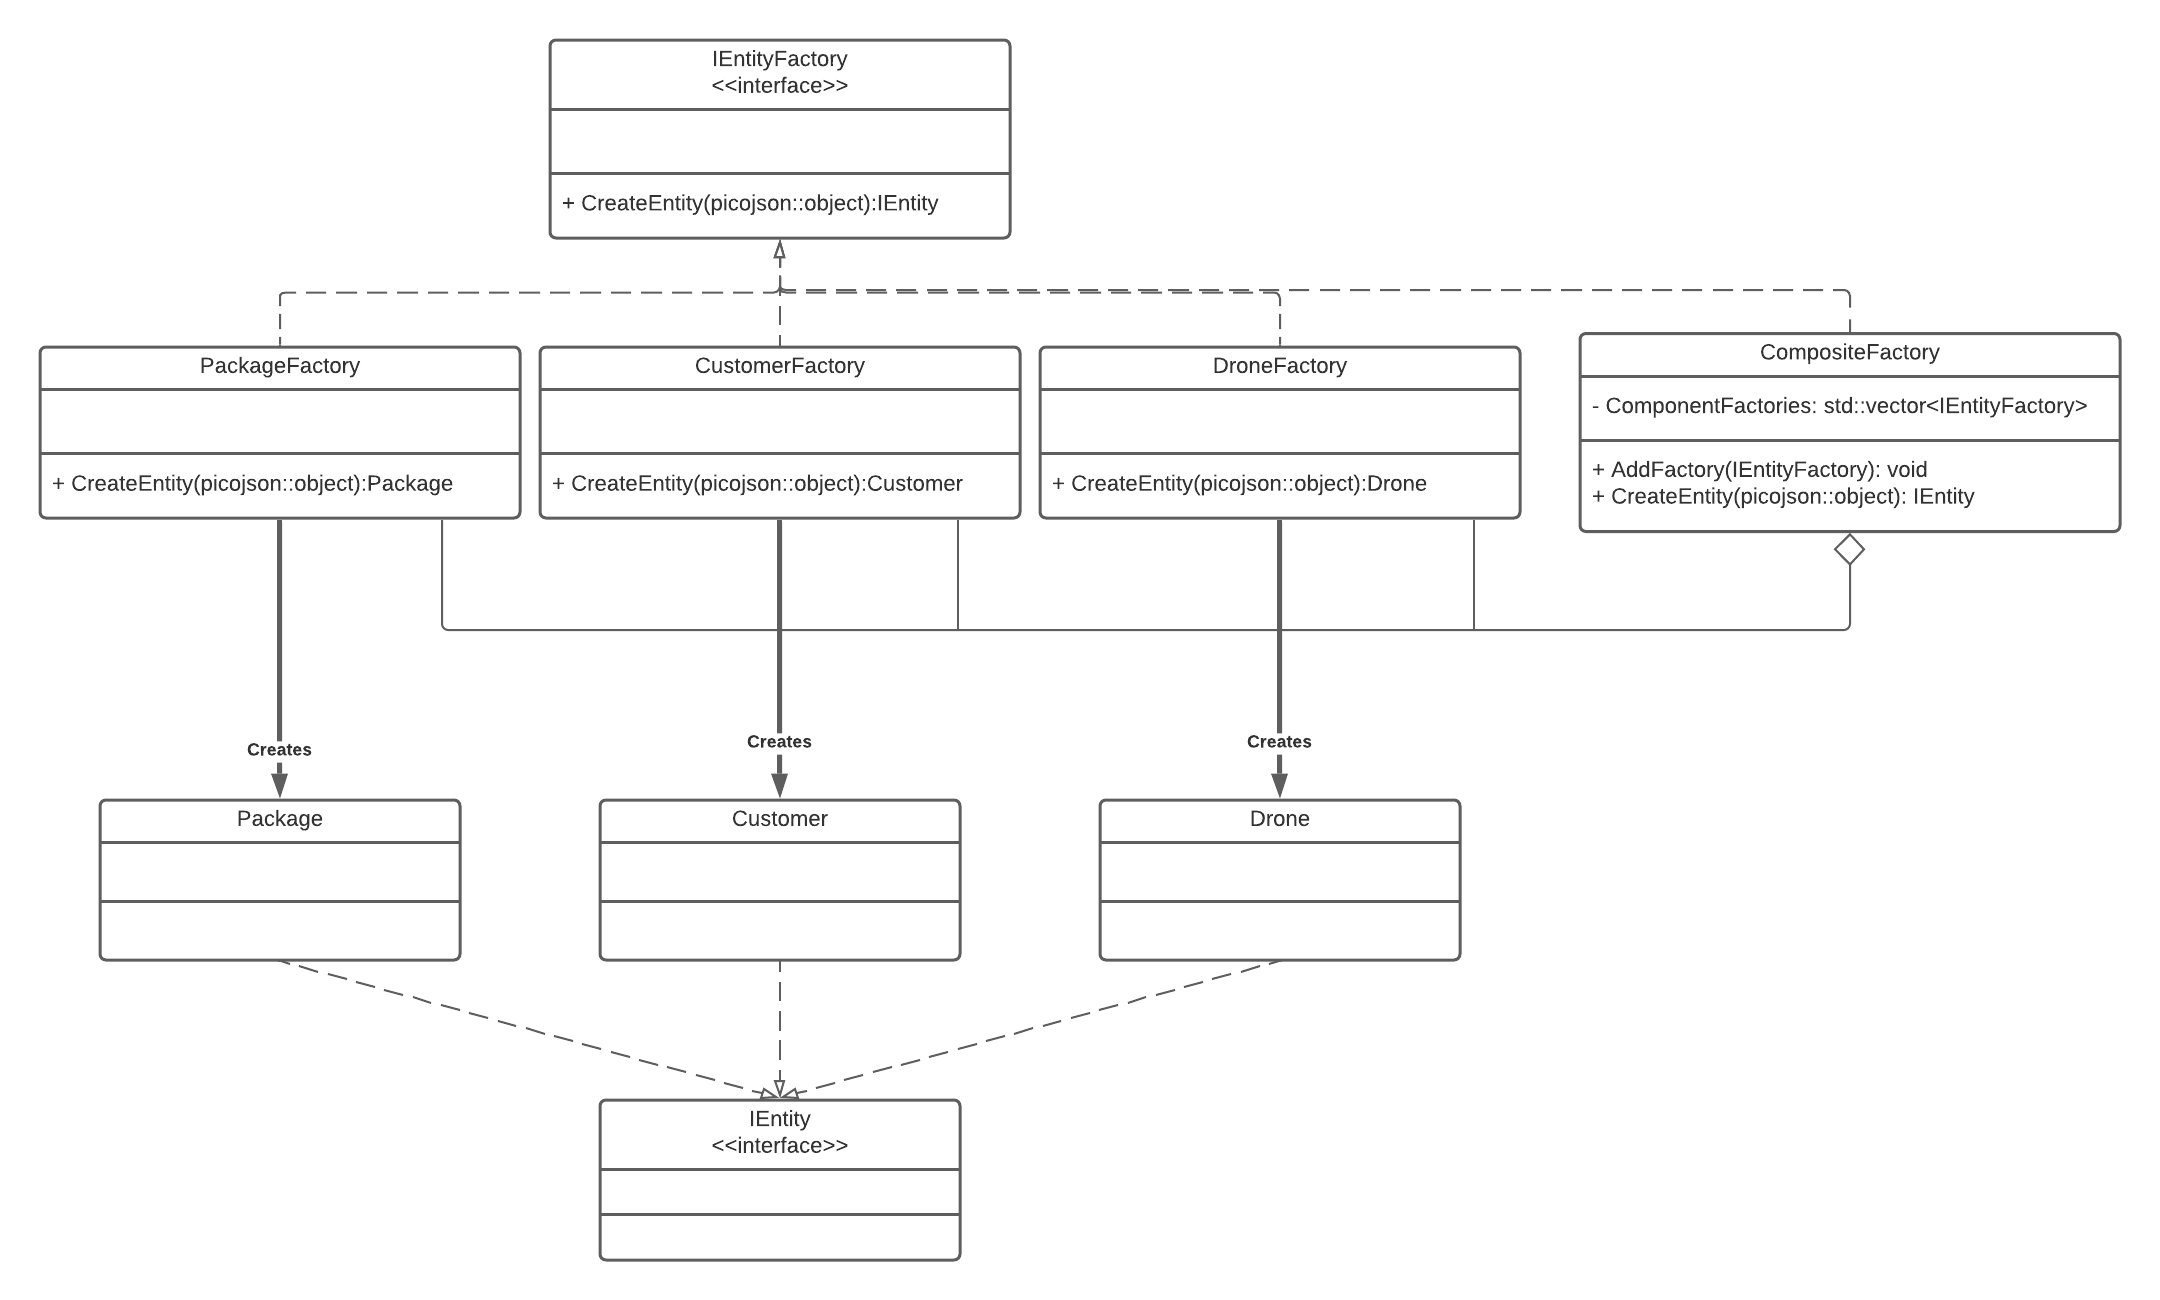 IEntityFactory
<<interface>>
+ CreateEntity(picojson::object):IEntity
PackageFactory
+ CreateEntity(picojson::object):Package
CustomerFactory
+ CreateEntity(picojson::object):Customer
DroneFactory
+ CreateEntity(picojson::object):Drone
CompositeFactory
- ComponentFactories: std::vector<IEntityFactory>
+ AddFactory(IEntityFactory): void
+ CreateEntity(picojson::object): IEntity
Creates
Creates
Creates
Package
Customer
Drone
IEntity
<<interface>>